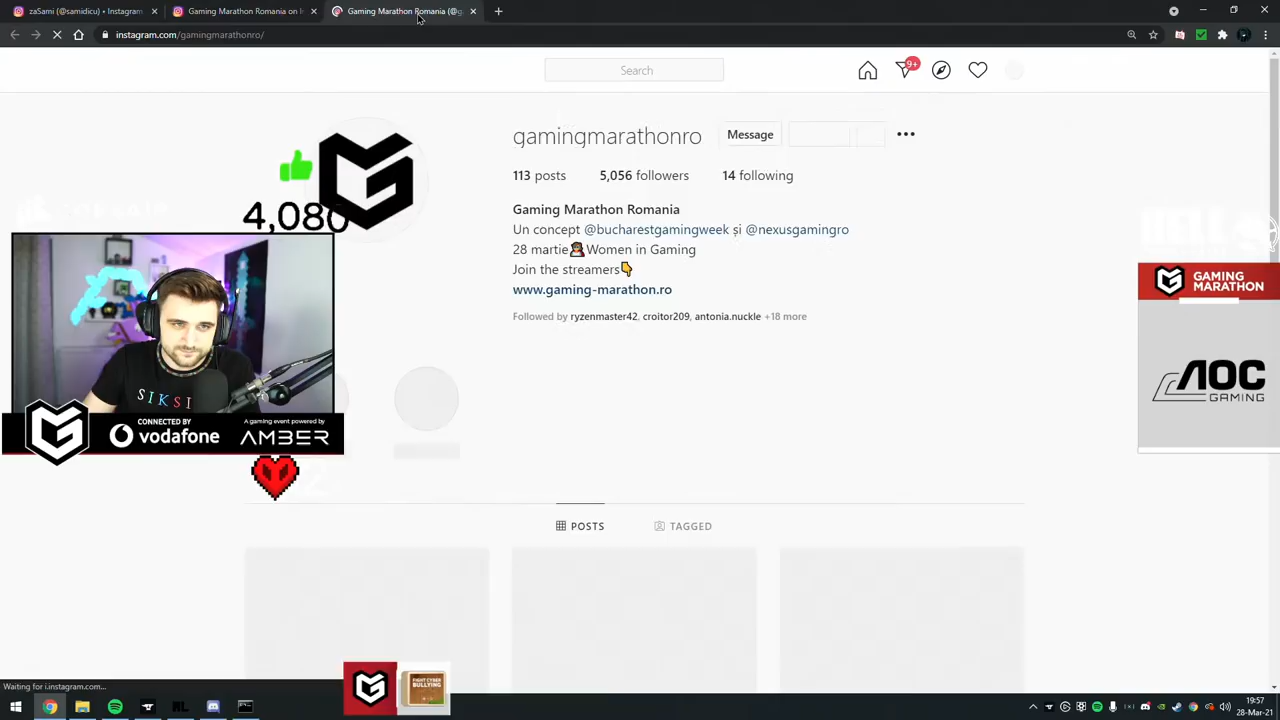 zaSami (@samidicu) • Instagram
Gaming Marathon Romania on I
Gaming Marathon Romania (@g
instagram.com/gamingmarathonro/
Search
9+
gamingmarathonro
Message
113 posts
5,056 followers
14 following
Gaming Marathon Romania
Un concept @bucharestgamingweek și @nexusgamingro
28 martie Women in Gaming
Join the streamers
www.gaming-marathon.ro
Followed by ryzenmaster42, croitor209, antonia.nuckle +18 more
4,080
SIKSI
CONNECTED BY
vodafone
A gaming event powered by
AMBER
GAMING
MARATHON
AOC
GAMING
POSTS
TAGGED
FIGHT CYBER
BULLYING
Waiting for i.instagram.com...
19:57
28-Mar-21